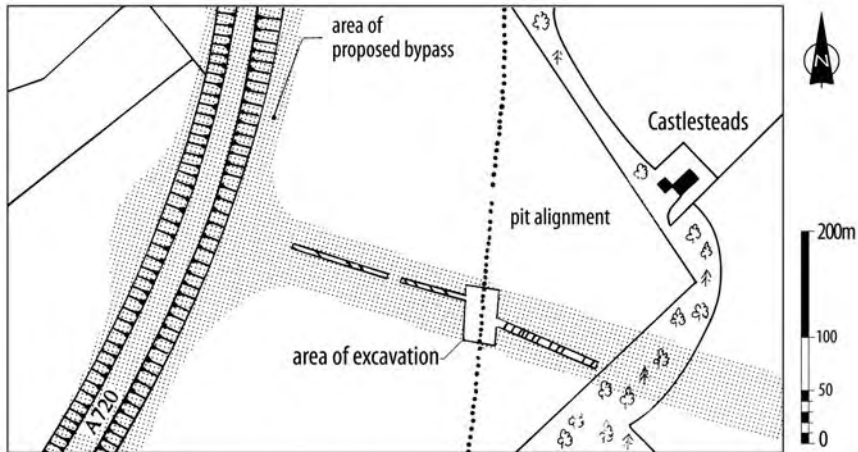 area of
proposed bypass
N
Castlesteads
pit alignment
200m
area of excavation
100
50
A720
0